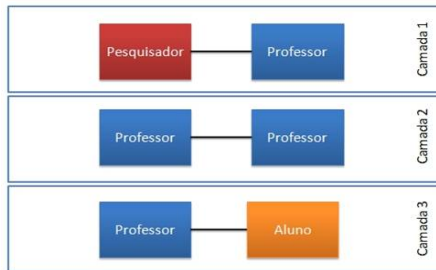 Pesquisador
Professor
Camada 1
Professor
Professor
Camada 2
Professor
Aluno
Camada 3